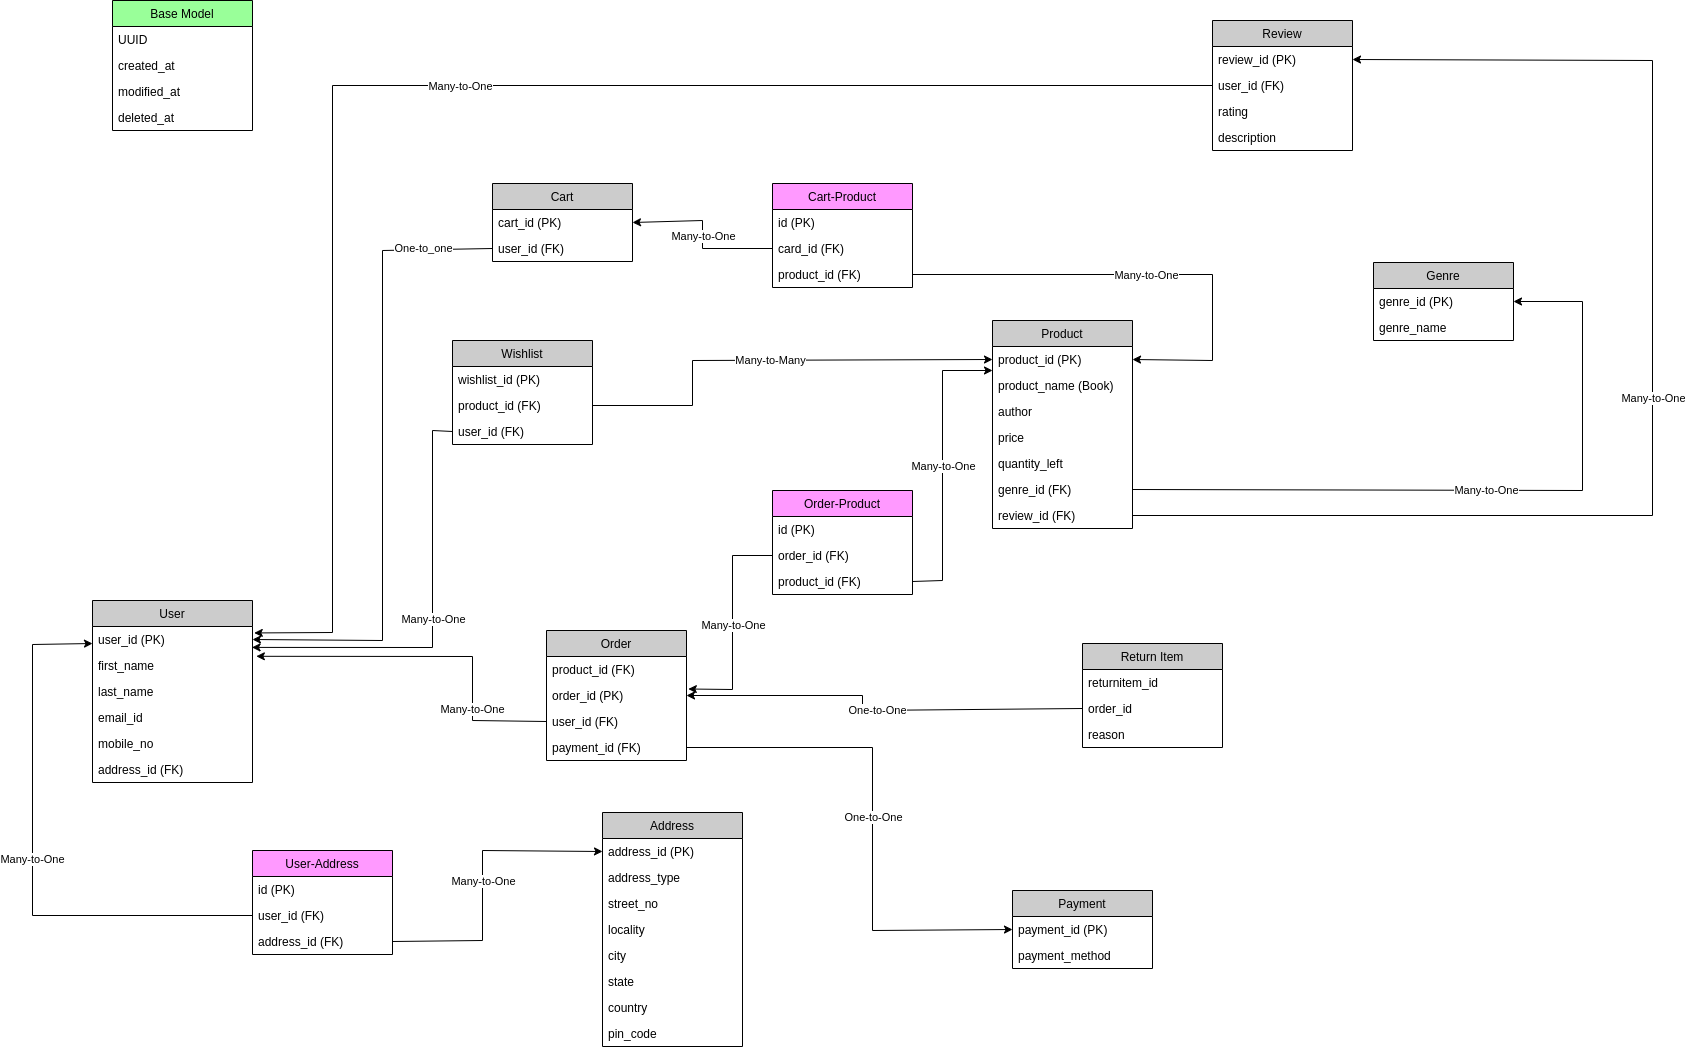 Base Model
UUID
created_at
modified_at
deleted_at
Review
review_id (PK)
user_id (FK)
rating
description
Many-to-One
Cart
cart_id (PK)
user_id (FK)
One-to_one
Many-to-One
Cart-Product
id (PK)
card_id (FK)
product_id (FK)
Many-to-One
Genre
genre_id (PK)
genre_name
Wishlist
wishlist_id (PK)
product_id (FK)
user_id (FK)
Many-to-Many
Product
product_id (PK)
product_name (Book)
author
price
quantity_left
genre_id (FK)
review_id (FK)
Many-to-One
Many-to-One
Many-to-One
Order-Product
id (PK)
order_id (FK)
product_id (FK)
Many-to-One
Many-to-One
User
user_id (PK)
first_name
last_name
email_id
mobile_no
address_id (FK)
Many-to-One
Order
product_id (FK)
order_id (PK)
user_id (FK)
payment_id (FK)
One-to-One
Return Item
returnitem_id
order_id
reason
One-to-One
Many-to-One
User-Address
id (PK)
user_id (FK)
address_id (FK)
Many-to-One
Address
address_id (PK)
address_type
street_no
locality
city
state
country
pin_code
Payment
payment_id (PK)
payment_method